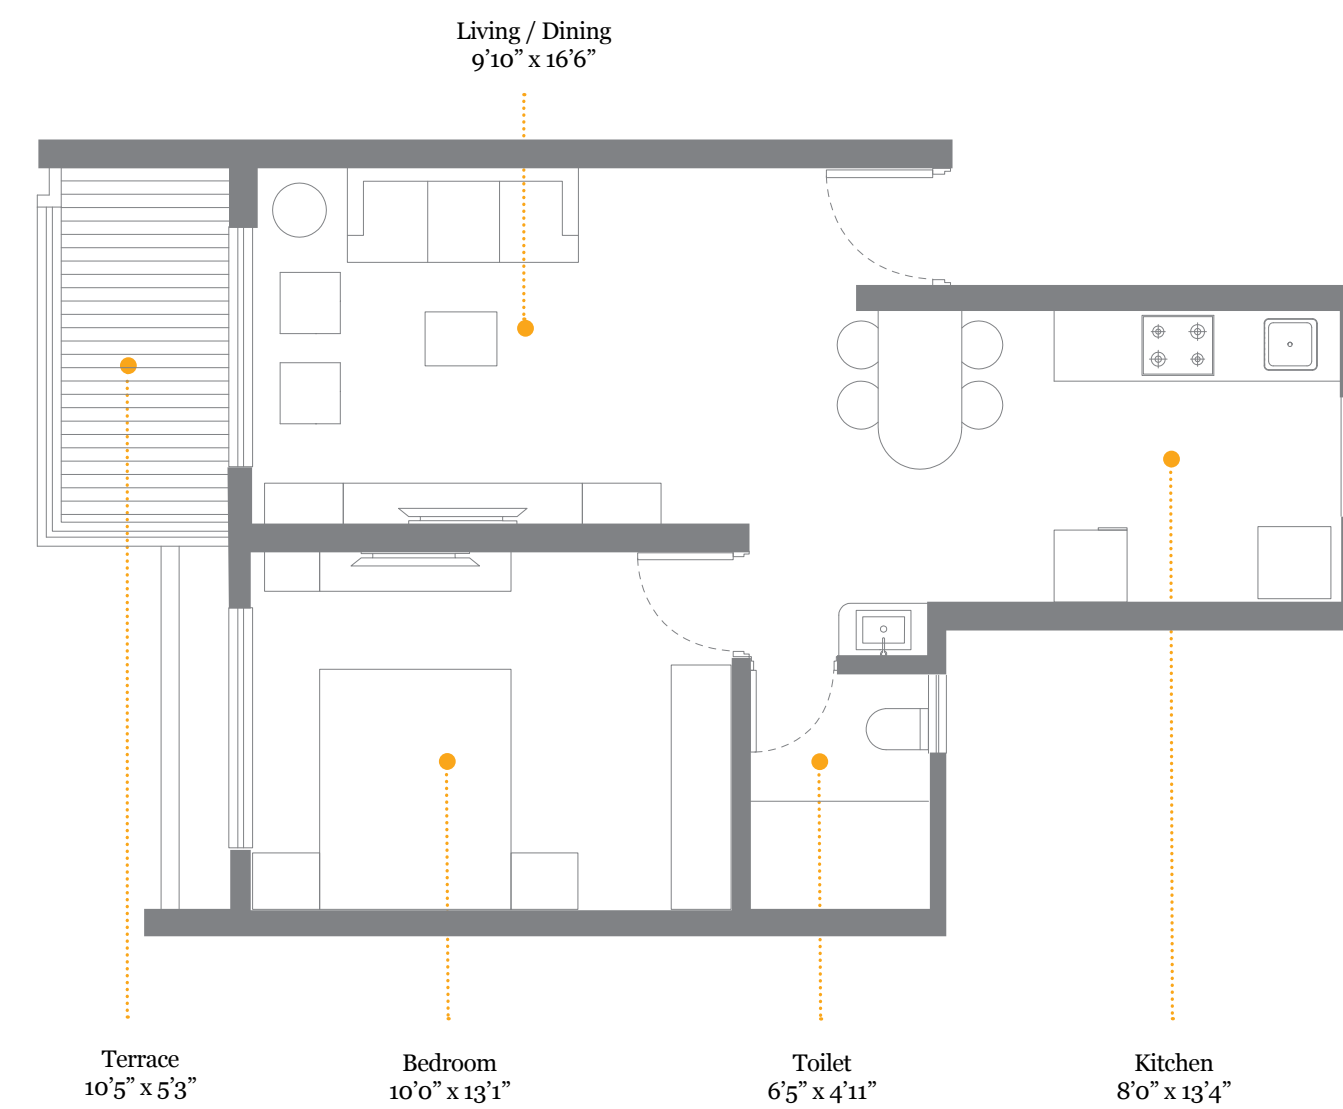 Living / Dining
9’10” x 16’6”
Terrace
10’5” x 5’3”
Bedroom
10’0” x 13’1”
Toilet
6’5” x 4’11”
Kitchen
8’0” x 13’4”